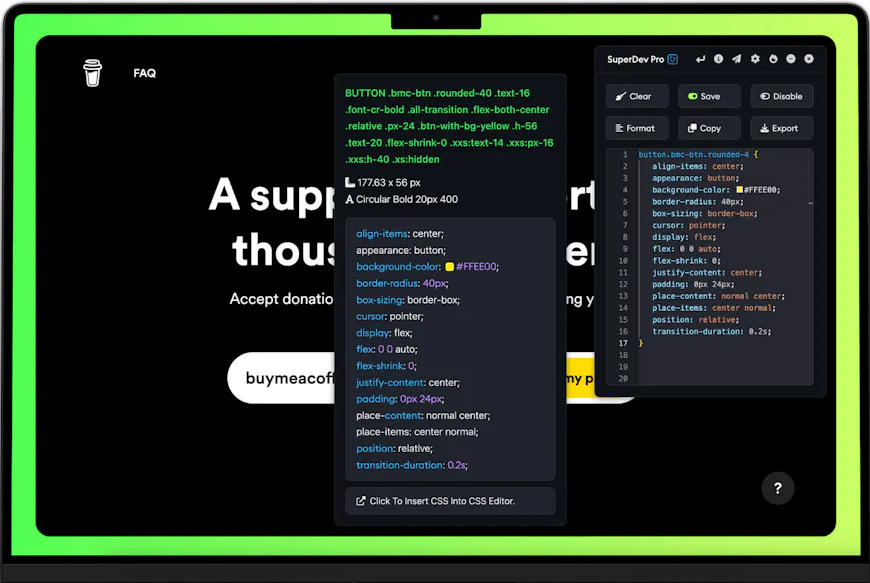 FAQ
A supp
rt
thous
er
Accept donatio
ng y
buymeacoff
my p
BUTTON .bmc-btn .rounded-40 .text-16
.font-cr-bold .all-transition .flex-both-center
.relative .px-24 .btn-with-bg-yellow .h-56
.text-20 .flex-shrink-0 .xxs:text-14 .xxs:px-16
.xxs:h-40 .xs:hidden
177.63 x 56 px
A Circular Bold 20px 400
align-items: center;
appearance: button;
background-color: #FFEE00;
border-radius: 40px;
box-sizing: border-box;
cursor: pointer;
display: flex;
flex: 0 0 auto;
flex-shrink: 0;
justify-content: center;
padding: 0px 24px;
place-content: normal center;
place-items: center normal;
position: relative;
transition-duration: 0.2s;
Click To Insert CSS Into CSS Editor.
SuperDev Pro
Clear Save Disable
Format Copy Export
1 button.bmc-btn.rounded-4 {
2 align-items: center;
3 appearance: button;
4 background-color: #FFEE00;
5 border-radius: 40px;
6 box-sizing: border-box;
7 cursor: pointer;
8 display: flex;
9 flex: 0 0 auto;
10 flex-shrink: 0;
11 justify-content: center;
12 padding: 0px 24px;
13 place-content: normal center;
14 place-items: center normal;
15 position: relative;
16 transition-duration: 0.2s;
17 }
18
19
20
?